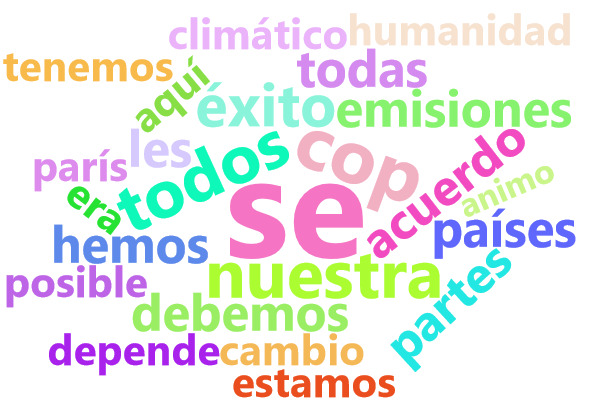 climático humanidad
tenemos todas
aquí éxito emisiones
les cop
parís todos acuerdo
era se animo
hemos países
posible nuestra
debemos partes
depende cambio
estamos